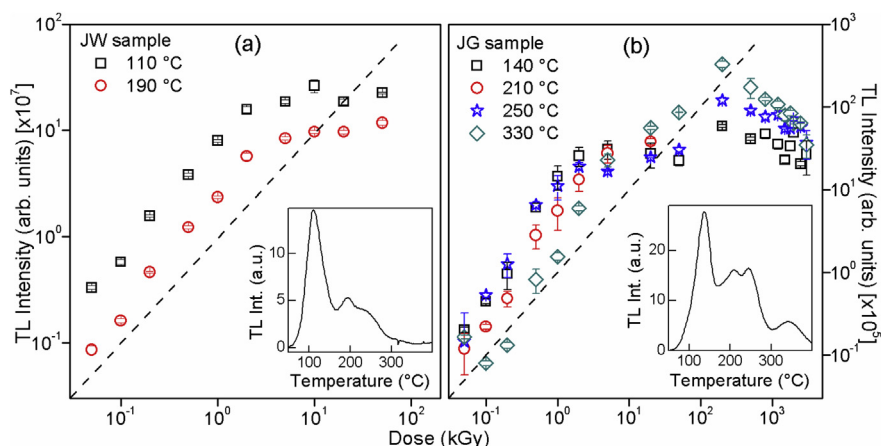 JW sample
110 °C
190 °C
(a)
TL Intensity (arb. units) [x10⁷]
10²
10¹
10⁰
10⁻¹
10⁻¹
10⁰
10¹
10²
TL Int. (a.u.)
10
5
0
100
200
300
Temperature (°C)
JG sample
140 °C
210 °C
250 °C
330 °C
(b)
TL Intensity (arb. units) [x10⁵]
10³
10²
10¹
10⁰
10⁻¹
10⁻¹
10⁰
10¹
10²
10³
TL Int. (a.u.)
20
10
0
100
200
300
Temperature (°C)
Dose (kGy)